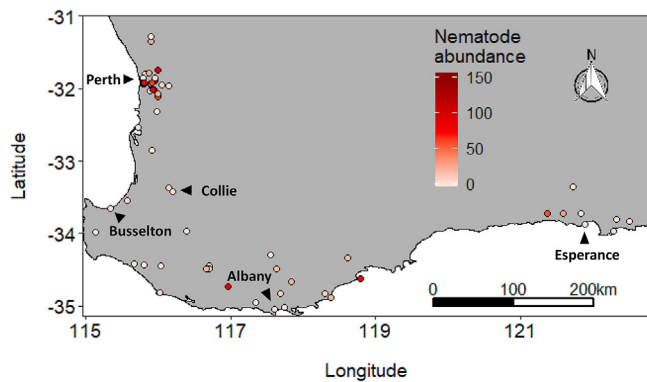 -31
-32
-33
-34
-35
Latitude
Perth
Collie
Busselton
Albany
Esperance
Nematode
abundance
150
100
50
0
N
0 100 200km
115 117 119 121
Longitude